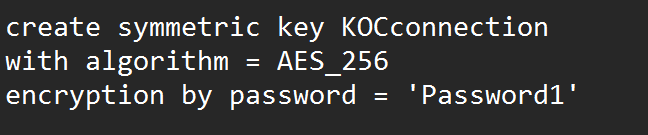 create symmetric key KOCconnection
with algorithm = AES_256
encryption by password = 'Password1'